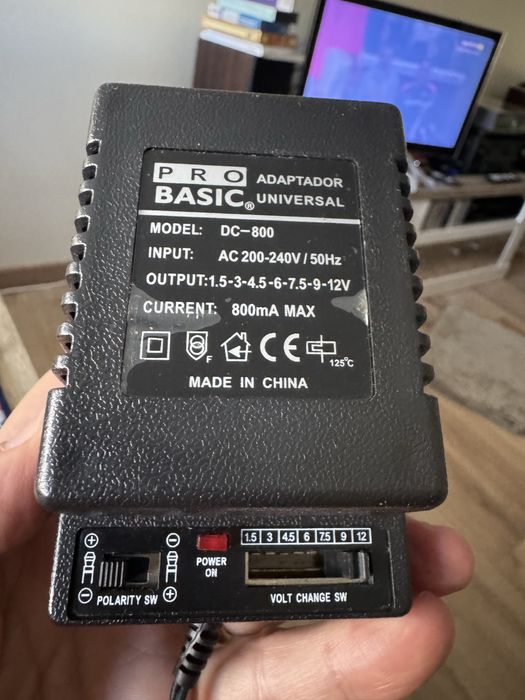 PRO ADAPTADOR
BASIC® UNIVERSAL
MODEL: DC-800
INPUT: AC 200-240V/50Hz
OUTPUT:1.5-3-4.5-6-7.5-9-12V
CURRENT: 800mA MAX
F
CE
125°C
MADE IN CHINA
+ - 1.5 3 4.5 6 7.5 9 12
POWER
ON
- POLARITY SW + VOLT CHANGE SW